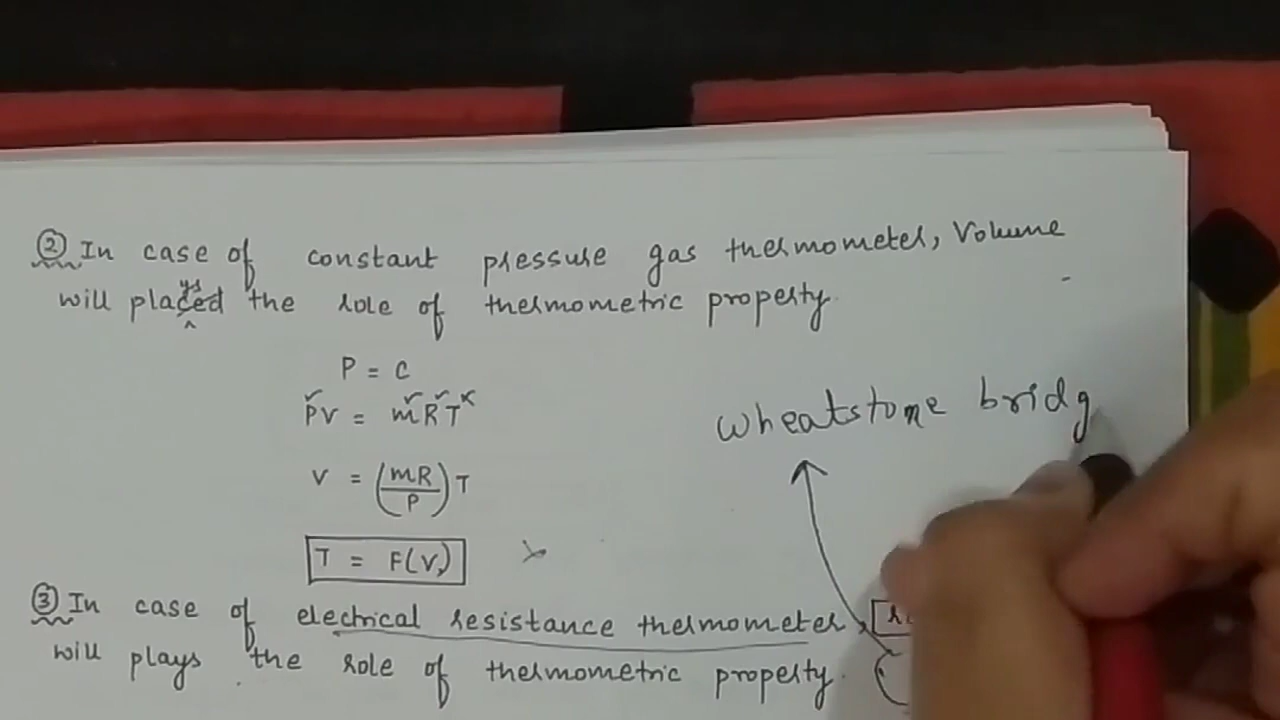 ② In case of constant pressure gas thermometer, Volume
ys
will placed the role of thermometric property.
P = C
PV = mRT
wheatstone bridg
V = (mR/P) T
T = F(V)
③ In case of electrical resistance thermometer,
will plays the role of thermometric property.